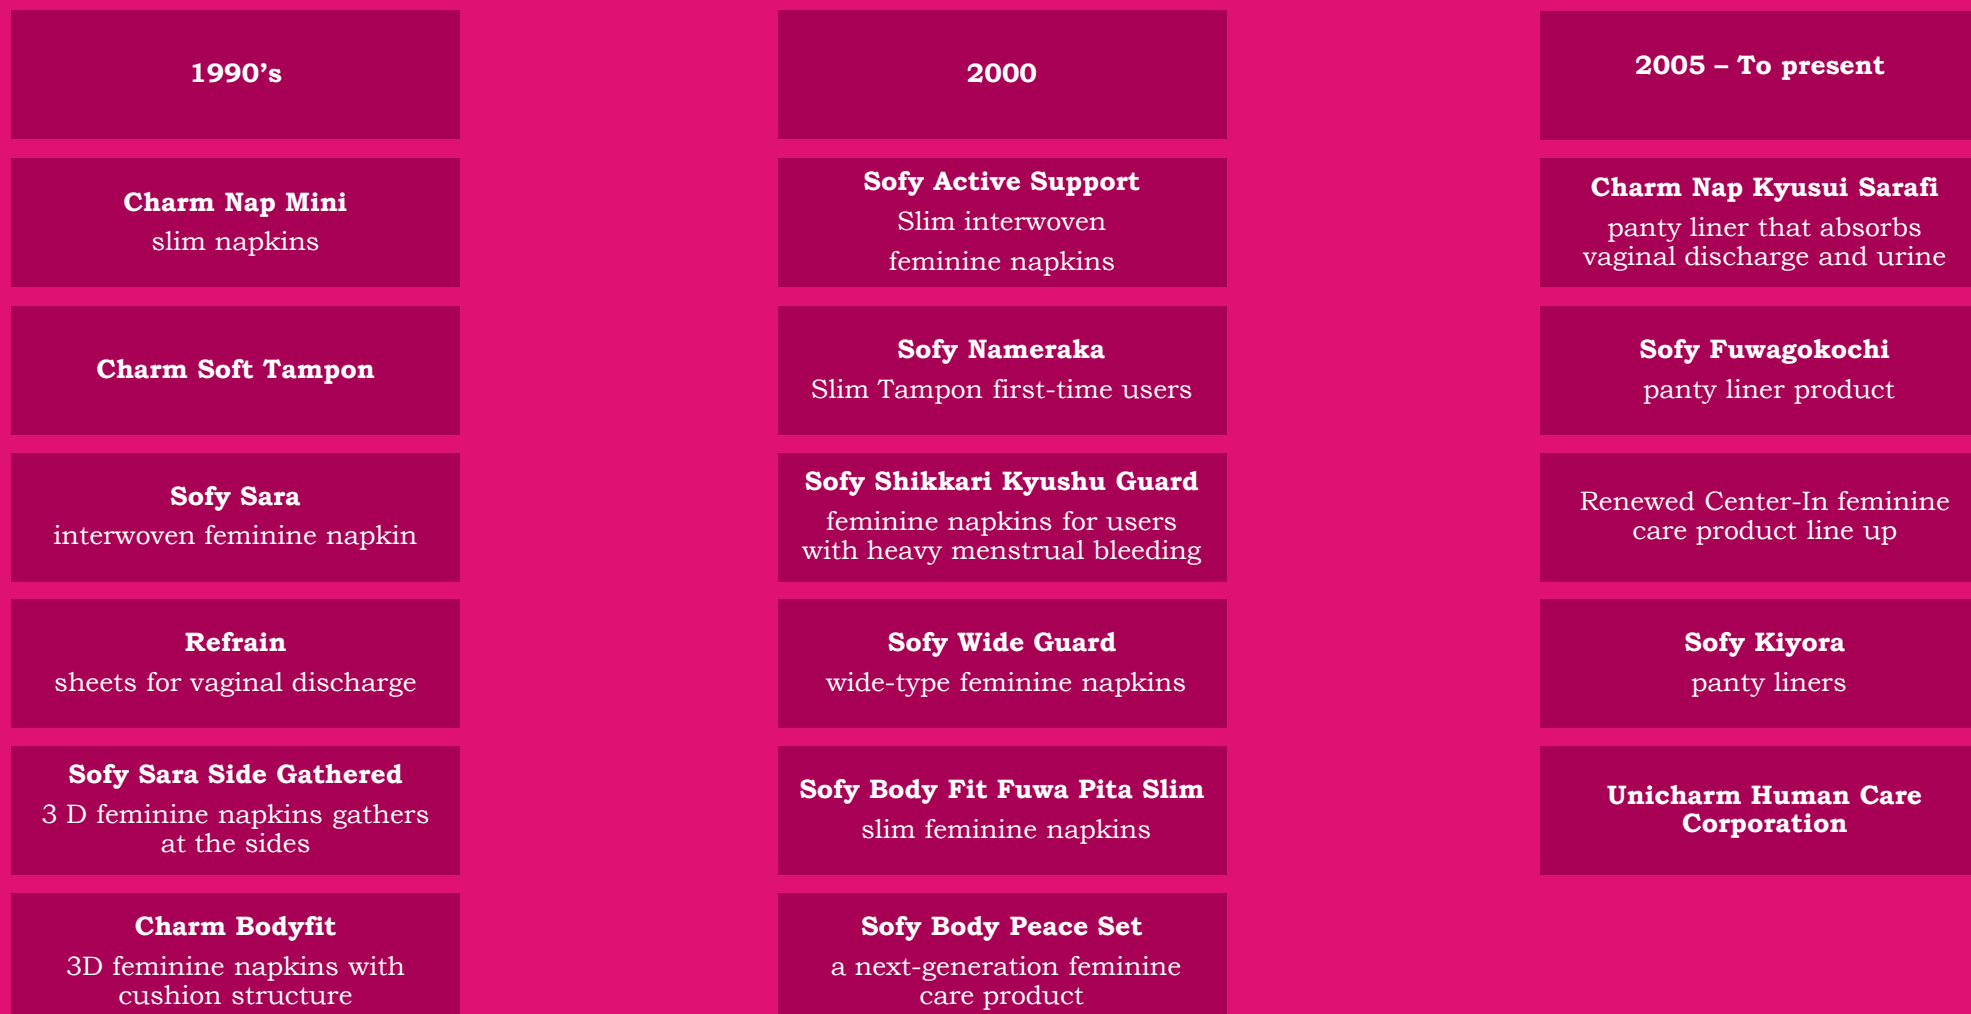 1990's
Charm Nap Mini
slim napkins
Charm Soft Tampon
Sofy Sara
interwoven feminine napkin
Refrain
sheets for vaginal discharge
Sofy Sara Side Gathered
3 D feminine napkins gathers
at the sides
Charm Bodyfit
3D feminine napkins with
cushion structure
2000
Sofy Active Support
Slim interwoven
feminine napkins
Sofy Nameraka
Slim Tampon first-time users
Sofy Shikkari Kyushu Guard
feminine napkins for users
with heavy menstrual bleeding
Sofy Wide Guard
wide-type feminine napkins
Sofy Body Fit Fuwa Pita Slim
slim feminine napkins
Sofy Body Peace Set
a next-generation feminine
care product
2005 – To present
Charm Nap Kyusui Sarafi
panty liner that absorbs
vaginal discharge and urine
Sofy Fuwagokochi
panty liner product
Renewed Center-In feminine
care product line up
Sofy Kiyora
panty liners
Unicharm Human Care
Corporation